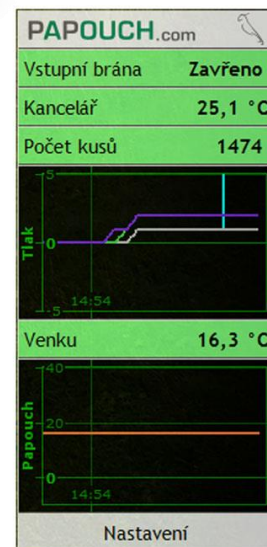 PAPOUCH.com
Vstupní brána Zavřeno
Kancelář 25,1 °C
Počet kusů 1474
5
Tlak
0
-5
14:54
Venku 16,3 °C
40
20
Papouch
0
14:54
Nastavení